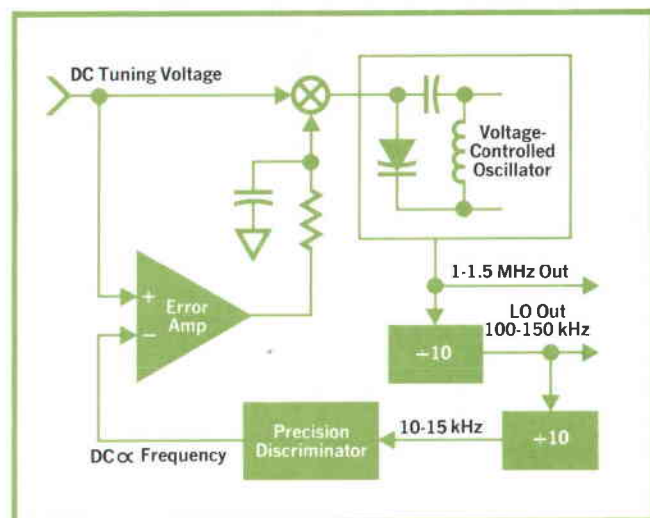 DC Tuning Voltage
Voltage-
Controlled
Oscillator
+
Error
Amp
−
1-1.5 MHz Out
LO Out
100-150 kHz
÷10
10-15 kHz
÷10
Precision
Discriminator
DC ∝ Frequency